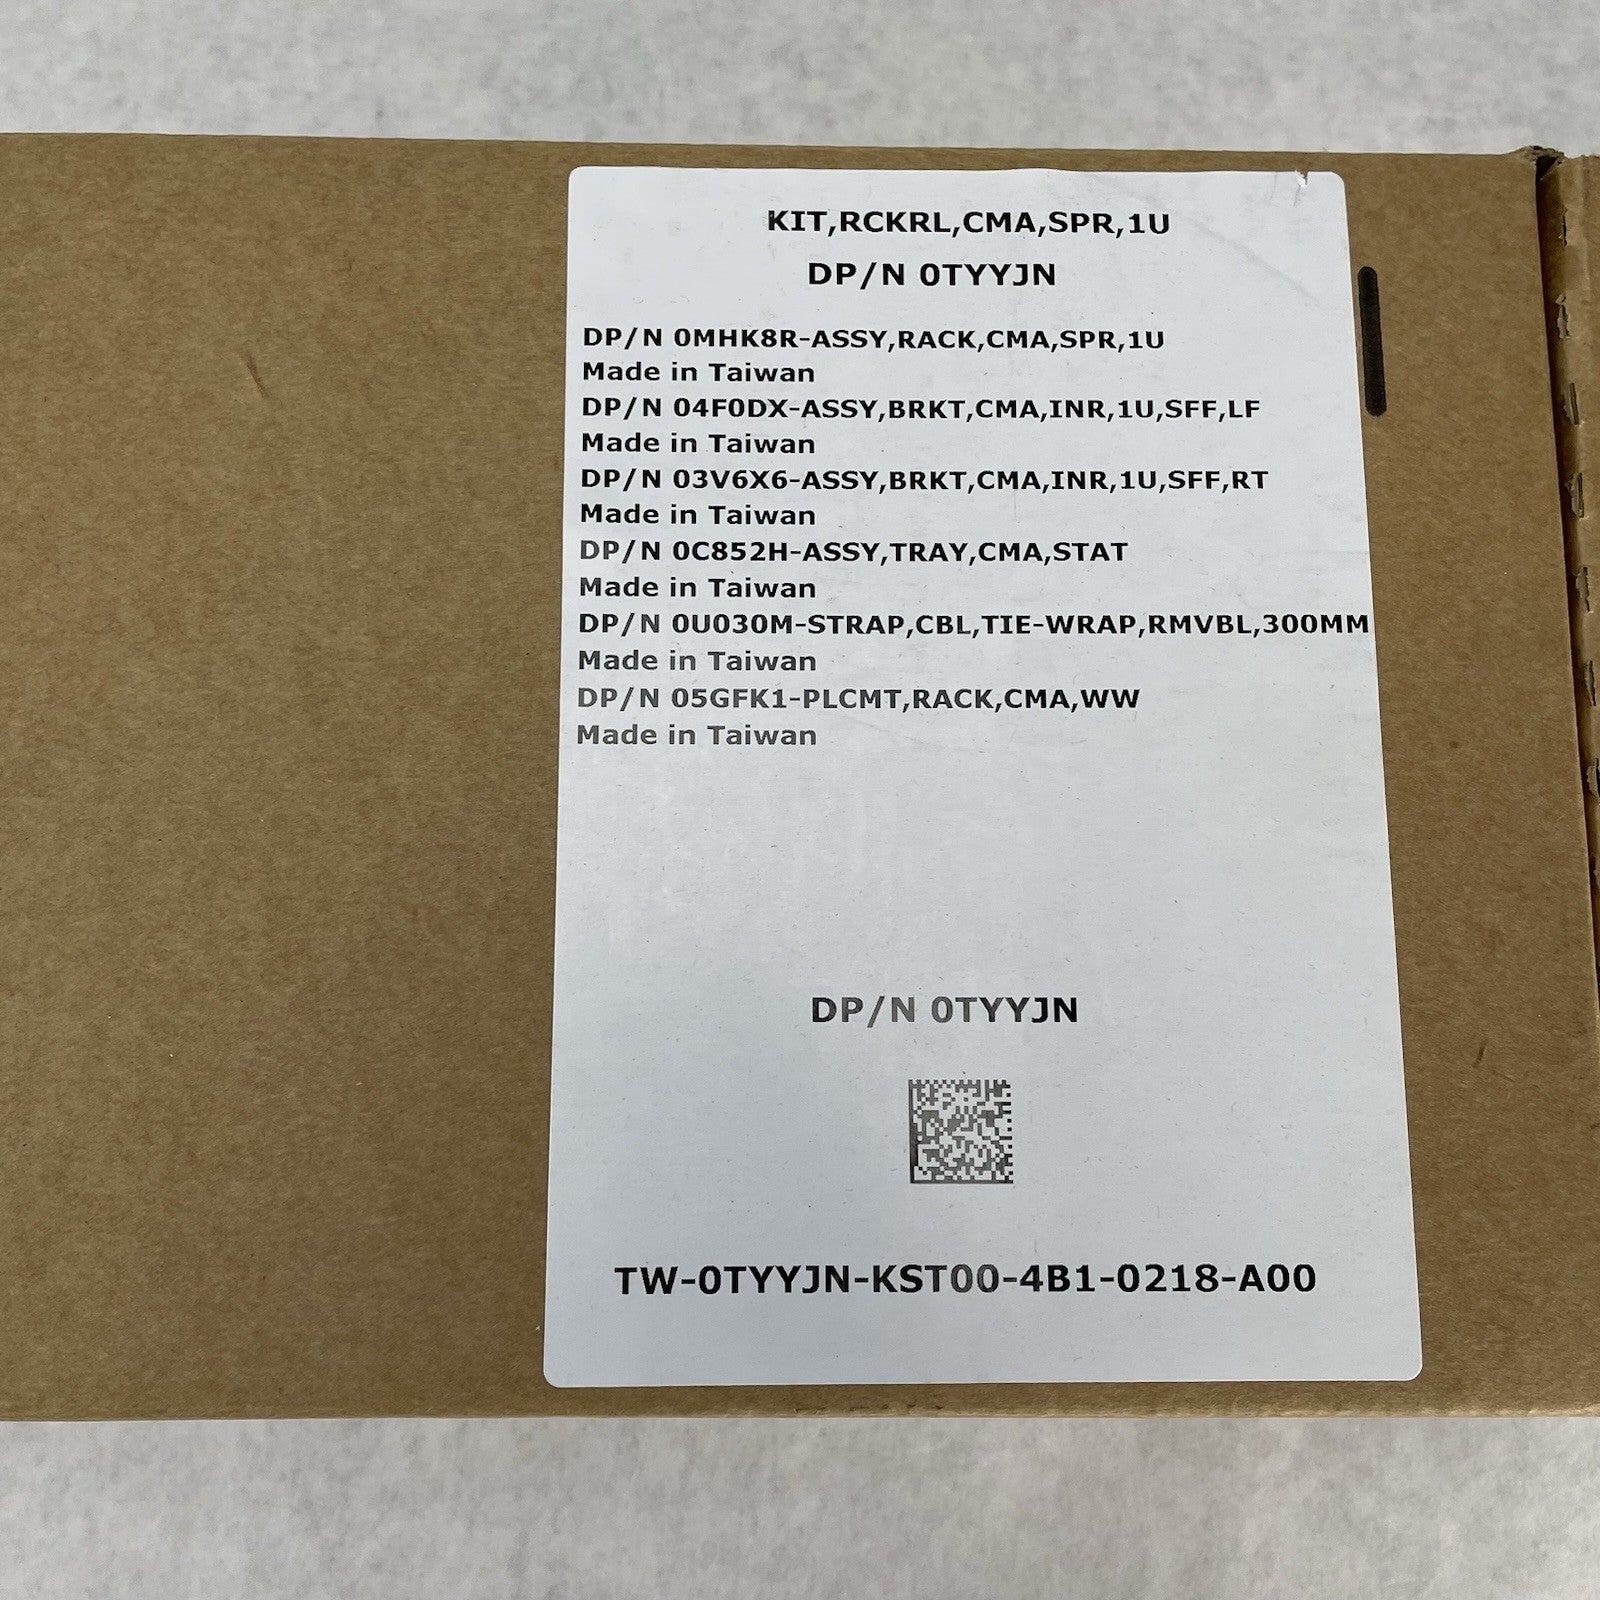 KIT,RCKRL,CMA,SPR,1U
DP/N 0TYYJN
DP/N 0MHK8R-ASSY,RACK,CMA,SPR,1U
Made in Taiwan
DP/N 04F0DX-ASSY,BRKT,CMA,INR,1U,SFF,LF
Made in Taiwan
DP/N 03V6X6-ASSY,BRKT,CMA,INR,1U,SFF,RT
Made in Taiwan
DP/N 0C852H-ASSY,TRAY,CMA,STAT
Made in Taiwan
DP/N 0U030M-STRAP,CBL,TIE-WRAP,RMVBL,300MM
Made in Taiwan
DP/N 05GFK1-PLCMT,RACK,CMA,WW
Made in Taiwan
DP/N 0TYYJN
TW-0TYYJN-KST00-4B1-0218-A00